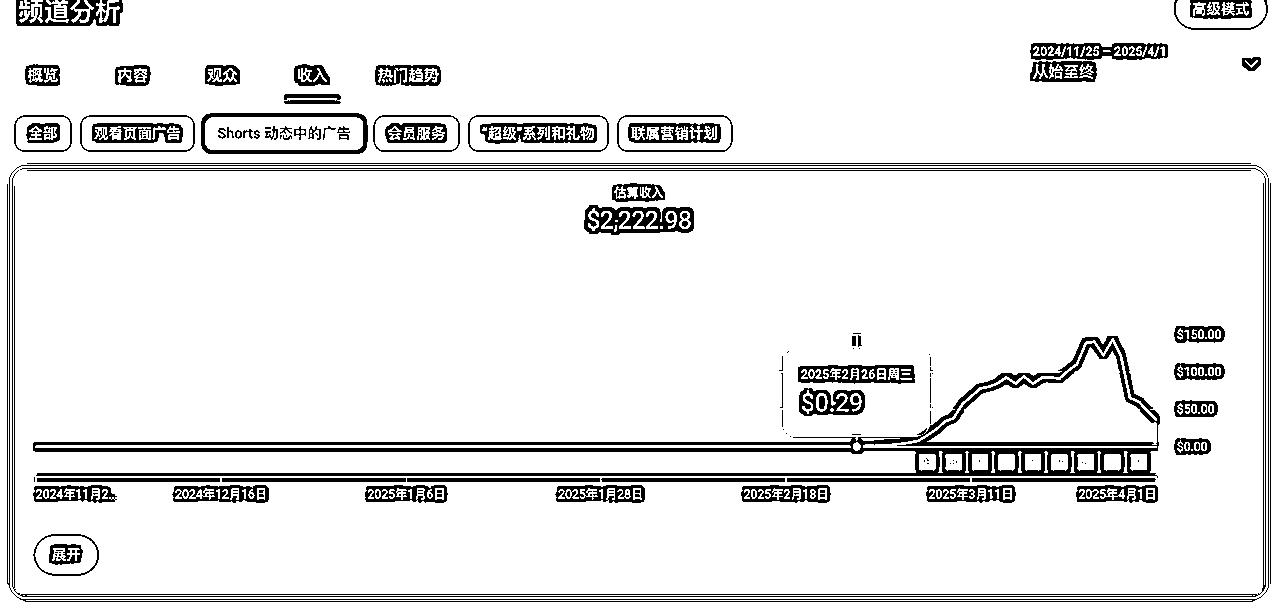 频道分析
高级模式
2024/11/25 – 2025/4/1
从始至终
概览
内容
观众
收入
热门趋势
全部
观看页面广告
Shorts 动态中的广告
会员服务
“超级”系列和礼物
联属营销计划
估算收入
$2,222.98
2025年2月26日周三
$0.29
$150.00
$100.00
$50.00
$0.00
2024年11月2…
2024年12月16日
2025年1月6日
2025年1月28日
2025年2月18日
2025年3月11日
2025年4月1日
展开